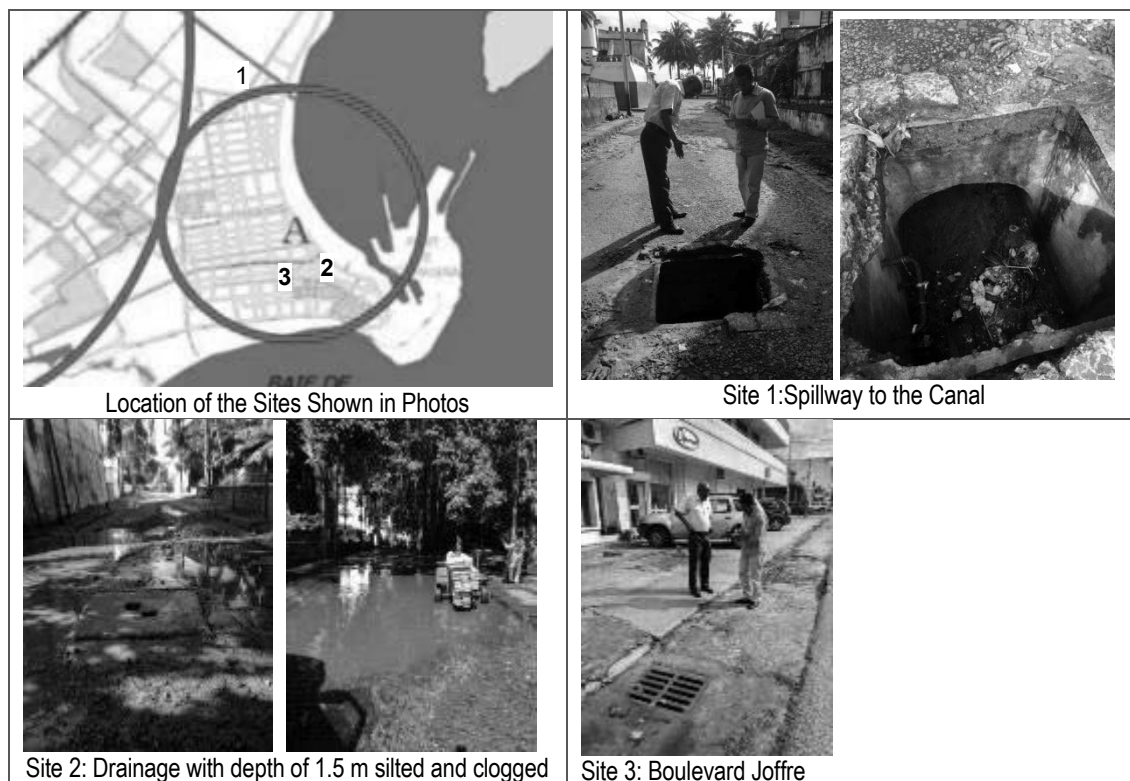 1
A
2
3
BAIE DE
Location of the Sites Shown in Photos
Site 1:Spillway to the Canal
Site 2: Drainage with depth of 1.5 m silted and clogged
Site 3: Boulevard Joffre